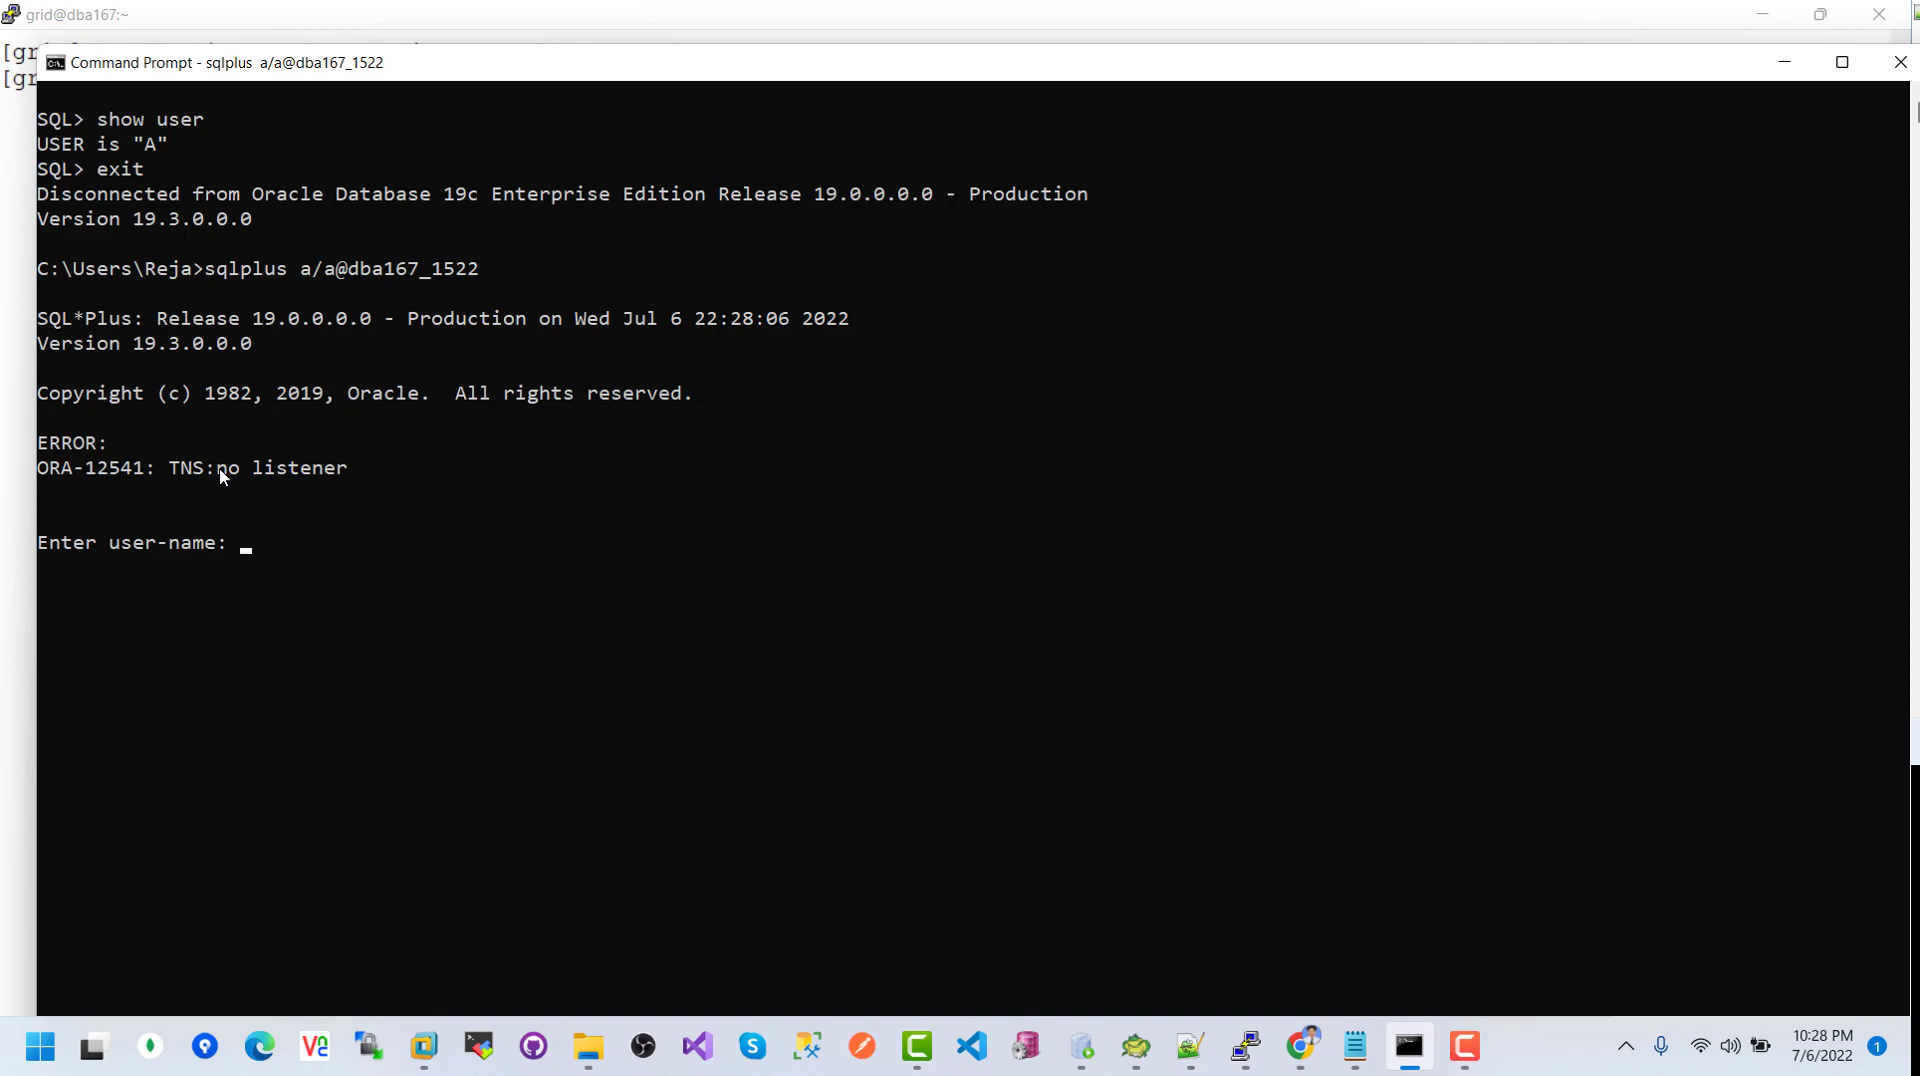 grid@dba167:~
[gr
[gr
Command Prompt - sqlplus  a/a@dba167_1522
SQL> show user
USER is "A"
SQL> exit
Disconnected from Oracle Database 19c Enterprise Edition Release 19.0.0.0.0 - Production
Version 19.3.0.0.0
C:\Users\Reja>sqlplus a/a@dba167_1522
SQL*Plus: Release 19.0.0.0.0 - Production on Wed Jul 6 22:28:06 2022
Version 19.3.0.0.0
Copyright (c) 1982, 2019, Oracle.  All rights reserved.
ERROR:
ORA-12541: TNS:no listener
Enter user-name:
10:28 PM
7/6/2022
1